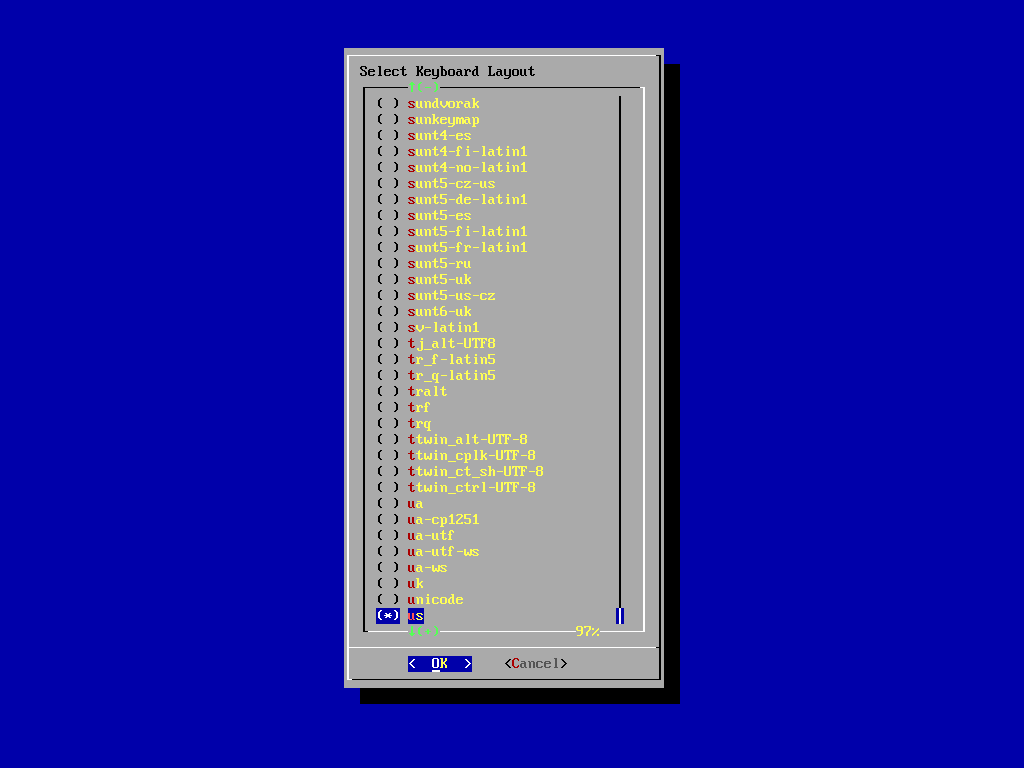 Select Keyboard Layout
↑(-)
( ) sundvorak
( ) sunkeymap
( ) sunt4-es
( ) sunt4-fi-latin1
( ) sunt4-no-latin1
( ) sunt5-cz-us
( ) sunt5-de-latin1
( ) sunt5-es
( ) sunt5-fi-latin1
( ) sunt5-fr-latin1
( ) sunt5-ru
( ) sunt5-uk
( ) sunt5-us-cz
( ) sunt6-uk
( ) sv-latin1
( ) tj_alt-UTF8
( ) tr_f-latin5
( ) tr_q-latin5
( ) tralt
( ) trf
( ) trq
( ) ttwin_alt-UTF-8
( ) ttwin_cplk-UTF-8
( ) ttwin_ct_sh-UTF-8
( ) ttwin_ctrl-UTF-8
( ) ua
( ) ua-cp1251
( ) ua-utf
( ) ua-utf-ws
( ) ua-ws
( ) uk
( ) unicode
(*) us
↓(+) 97%
< OK > <Cancel>